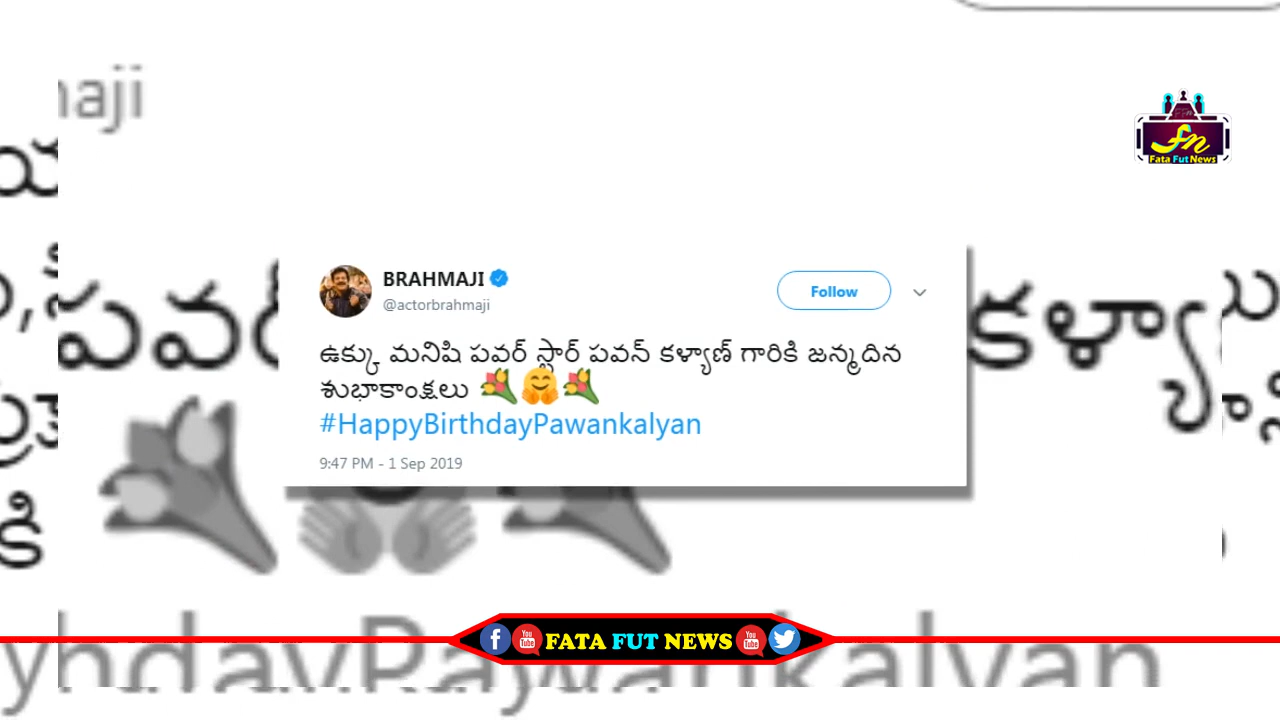 Fata Fut News
BRAHMAJI
@actorbrahmaji
Follow
ఉక్కు మనిషి పవర్ స్టార్ పవన్ కళ్యాణ్ గారికి జన్మదిన
శుభాకాంక్షలు 💐🤗💐
#HappyBirthdayPawankalyan
9:47 PM - 1 Sep 2019
FATA FUT NEWS